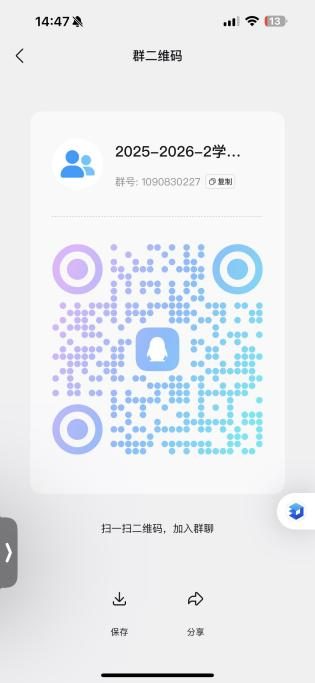 14:47
13
群二维码
2025-2026-2学...
群号: 1090830227 复制
扫一扫二维码，加入群聊
保存 分享